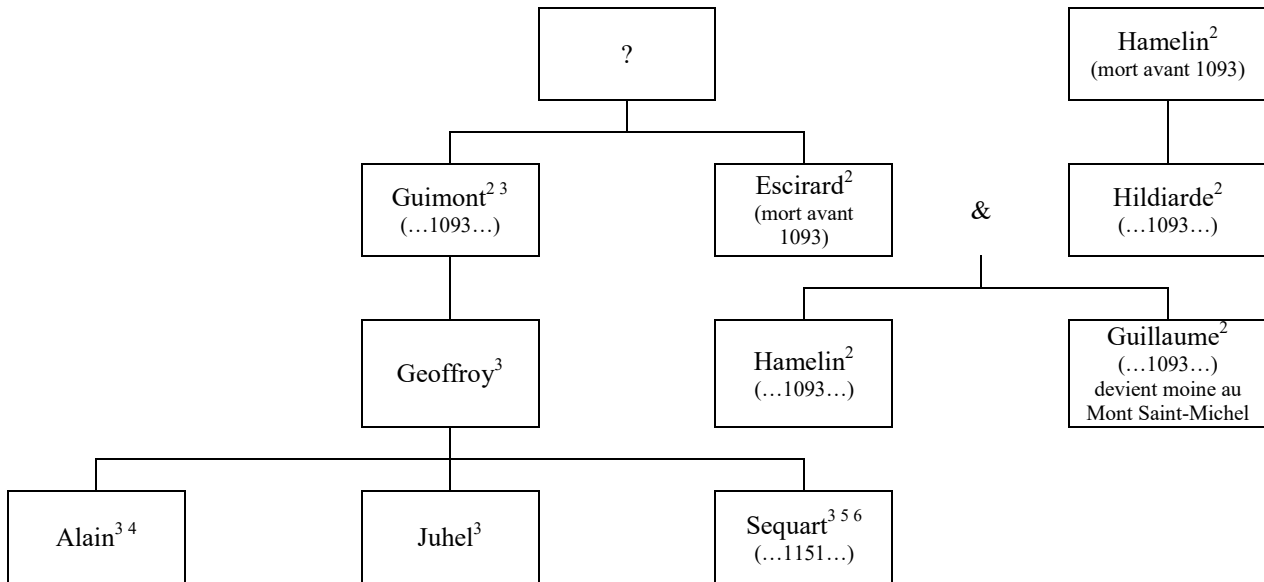 ?
Hamelin²
(mort avant 1093)
Guimont² ³
(…1093…)
Escirard²
(mort avant
1093)
&
Hildiarde²
(…1093…)
Geoffroy³
Hamelin²
(…1093…)
Guillaume²
(…1093…)
devient moine au
Mont Saint-Michel
Alain³ ⁴
Juhel³
Sequart³ ⁵ ⁶
(…1151…)